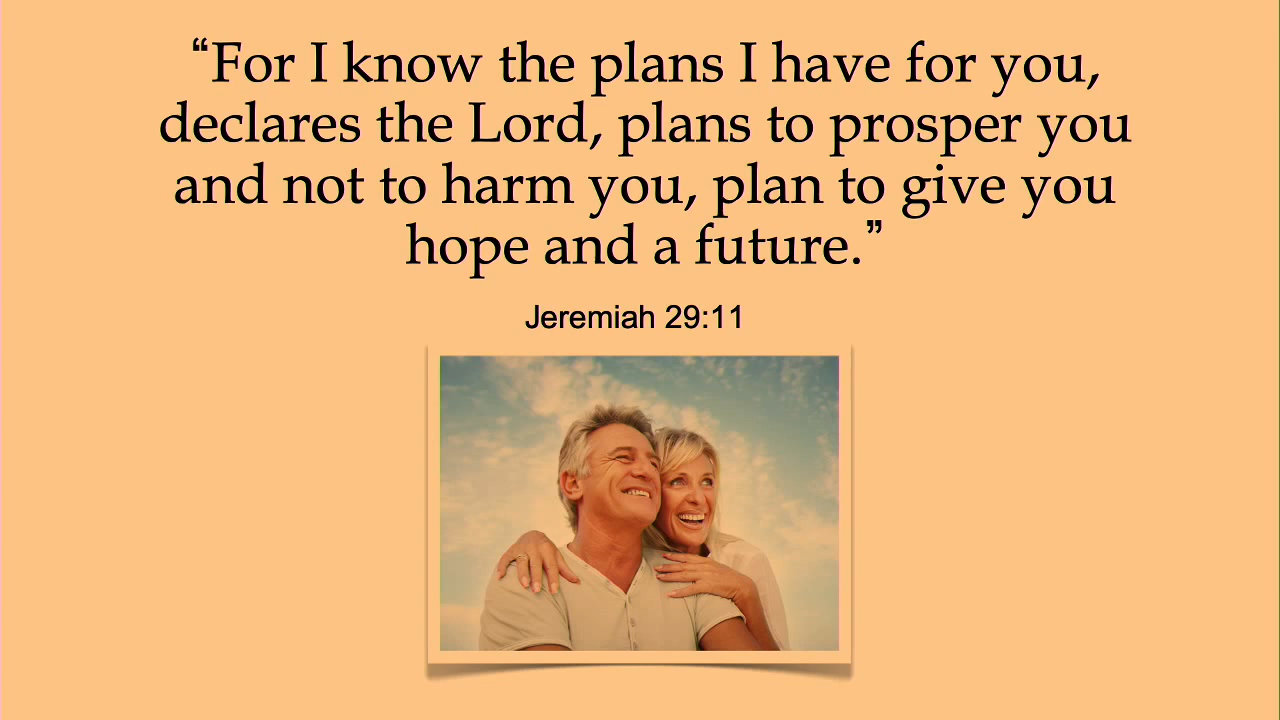 “For I know the plans I have for you,
declares the Lord, plans to prosper you
and not to harm you, plan to give you
hope and a future.”
Jeremiah 29:11